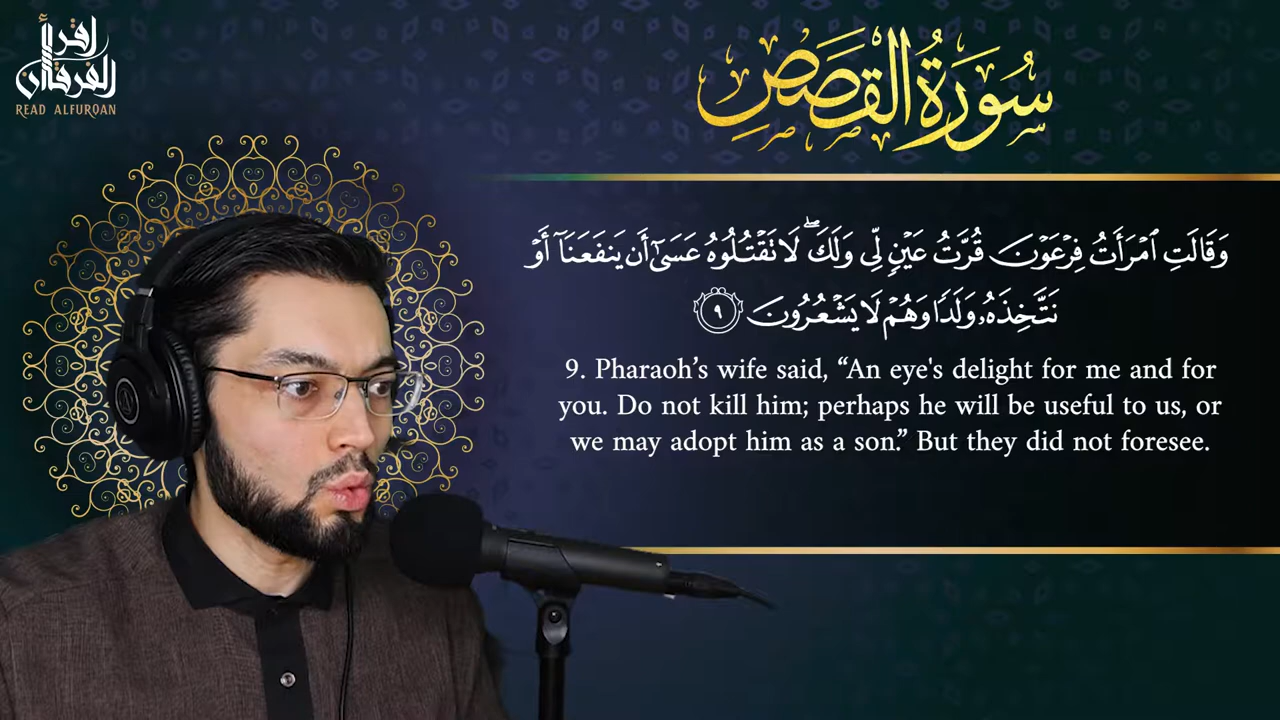 اقرأ
الفرقان
READ ALFURQAN
سُورَةُ القَصَصِ
وَقَالَتِ ٱمْرَأَتُ فِرْعَوْنَ قُرَّتُ عَيْنٍ لِّى وَلَكَ ۖ لَا تَقْتُلُوهُ عَسَىٰٓ أَن يَنفَعَنَآ أَوْ
نَتَّخِذَهُۥ وَلَدًا وَهُمْ لَا يَشْعُرُونَ ٩
9. Pharaoh’s wife said, “An eye's delight for me and for
you. Do not kill him; perhaps he will be useful to us, or
we may adopt him as a son.” But they did not foresee.